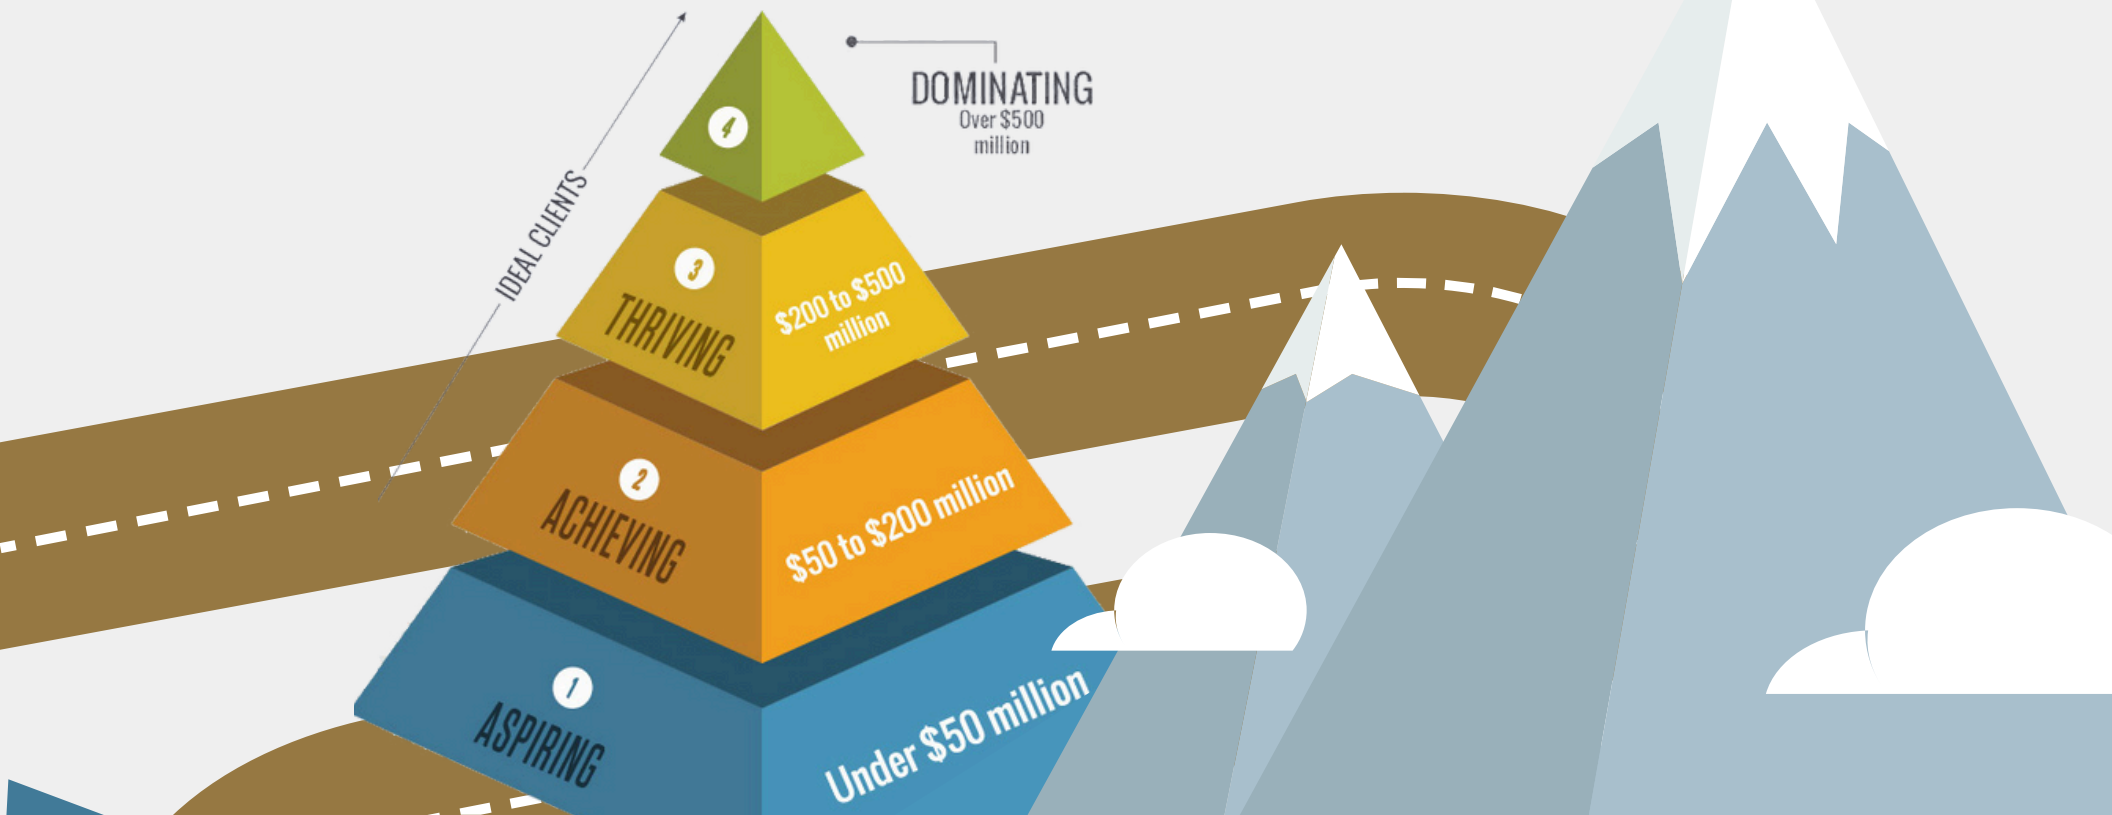 DOMINATING
Over $500
million
4
IDEAL CLIENTS
3
THRIVING
$200 to $500
million
2
ACHIEVING
$50 to $200 million
1
ASPIRING
Under $50 million